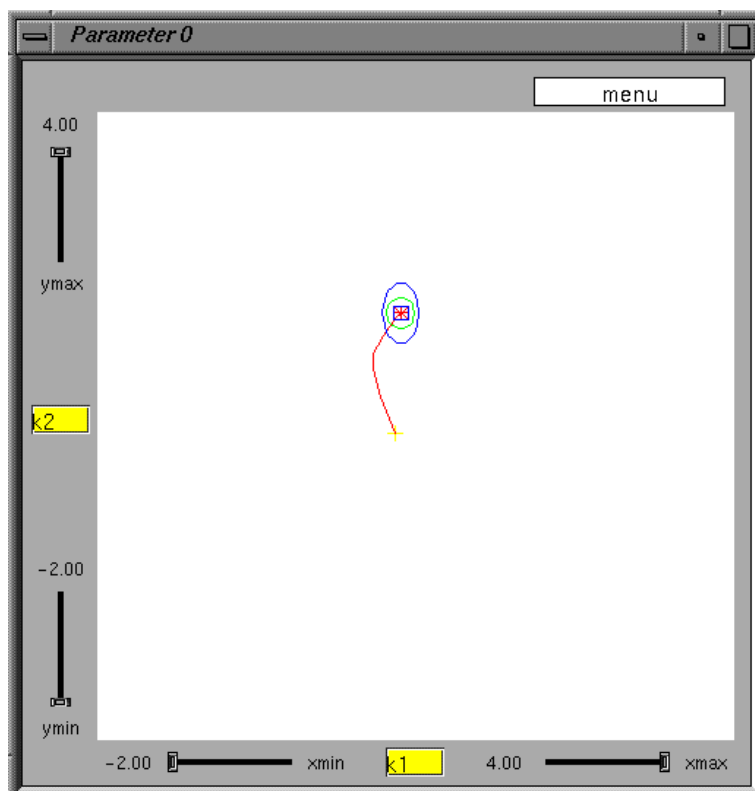 Parameter 0
menu
4.00
ymax
k2
-2.00
ymin
-2.00 xmin k1 4.00 xmax